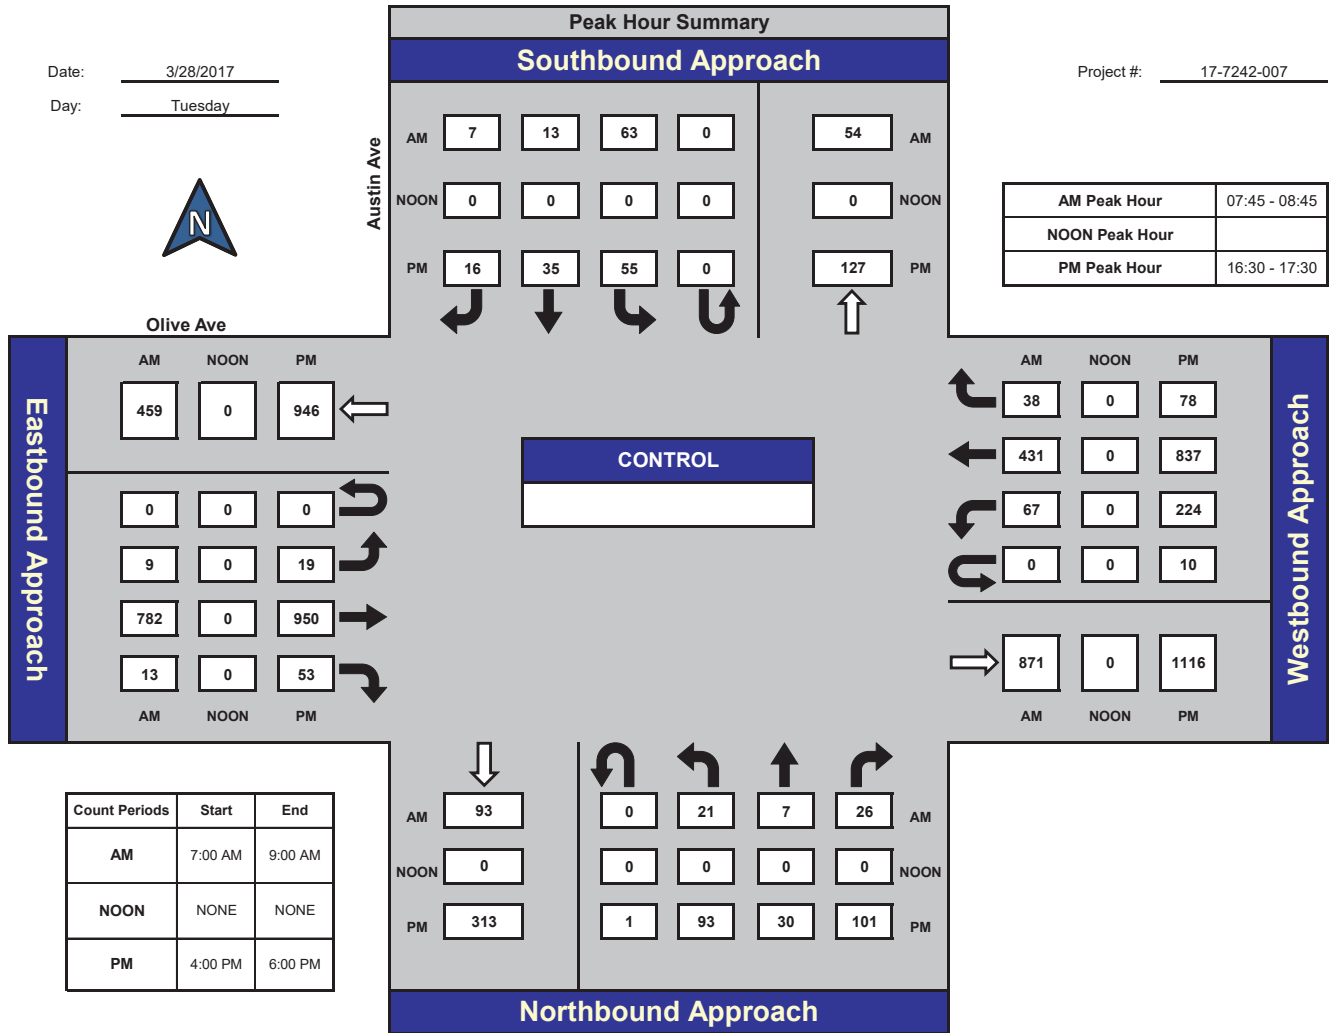 Peak Hour Summary
Southbound Approach
Date: 3/28/2017
Project #: 17-7242-007
Day: Tuesday
Austin Ave
AM 7 13 63 0 54 AM
NOON 0 0 0 0 0 NOON
PM 16 35 55 0 127 PM
AM Peak Hour 07:45 - 08:45
NOON Peak Hour
PM Peak Hour 16:30 - 17:30
N
Olive Ave
Eastbound Approach
AM NOON PM
459 0 946
0 0 0
9 0 19
782 0 950
13 0 53
AM NOON PM
CONTROL
AM NOON PM
38 0 78
431 0 837
67 0 224
0 0 10
871 0 1116
AM NOON PM
Westbound Approach
AM 93 0 21 7 26 AM
NOON 0 0 0 0 0 NOON
PM 313 1 93 30 101 PM
Count Periods Start End
AM 7:00 AM 9:00 AM
NOON NONE NONE
PM 4:00 PM 6:00 PM
Northbound Approach